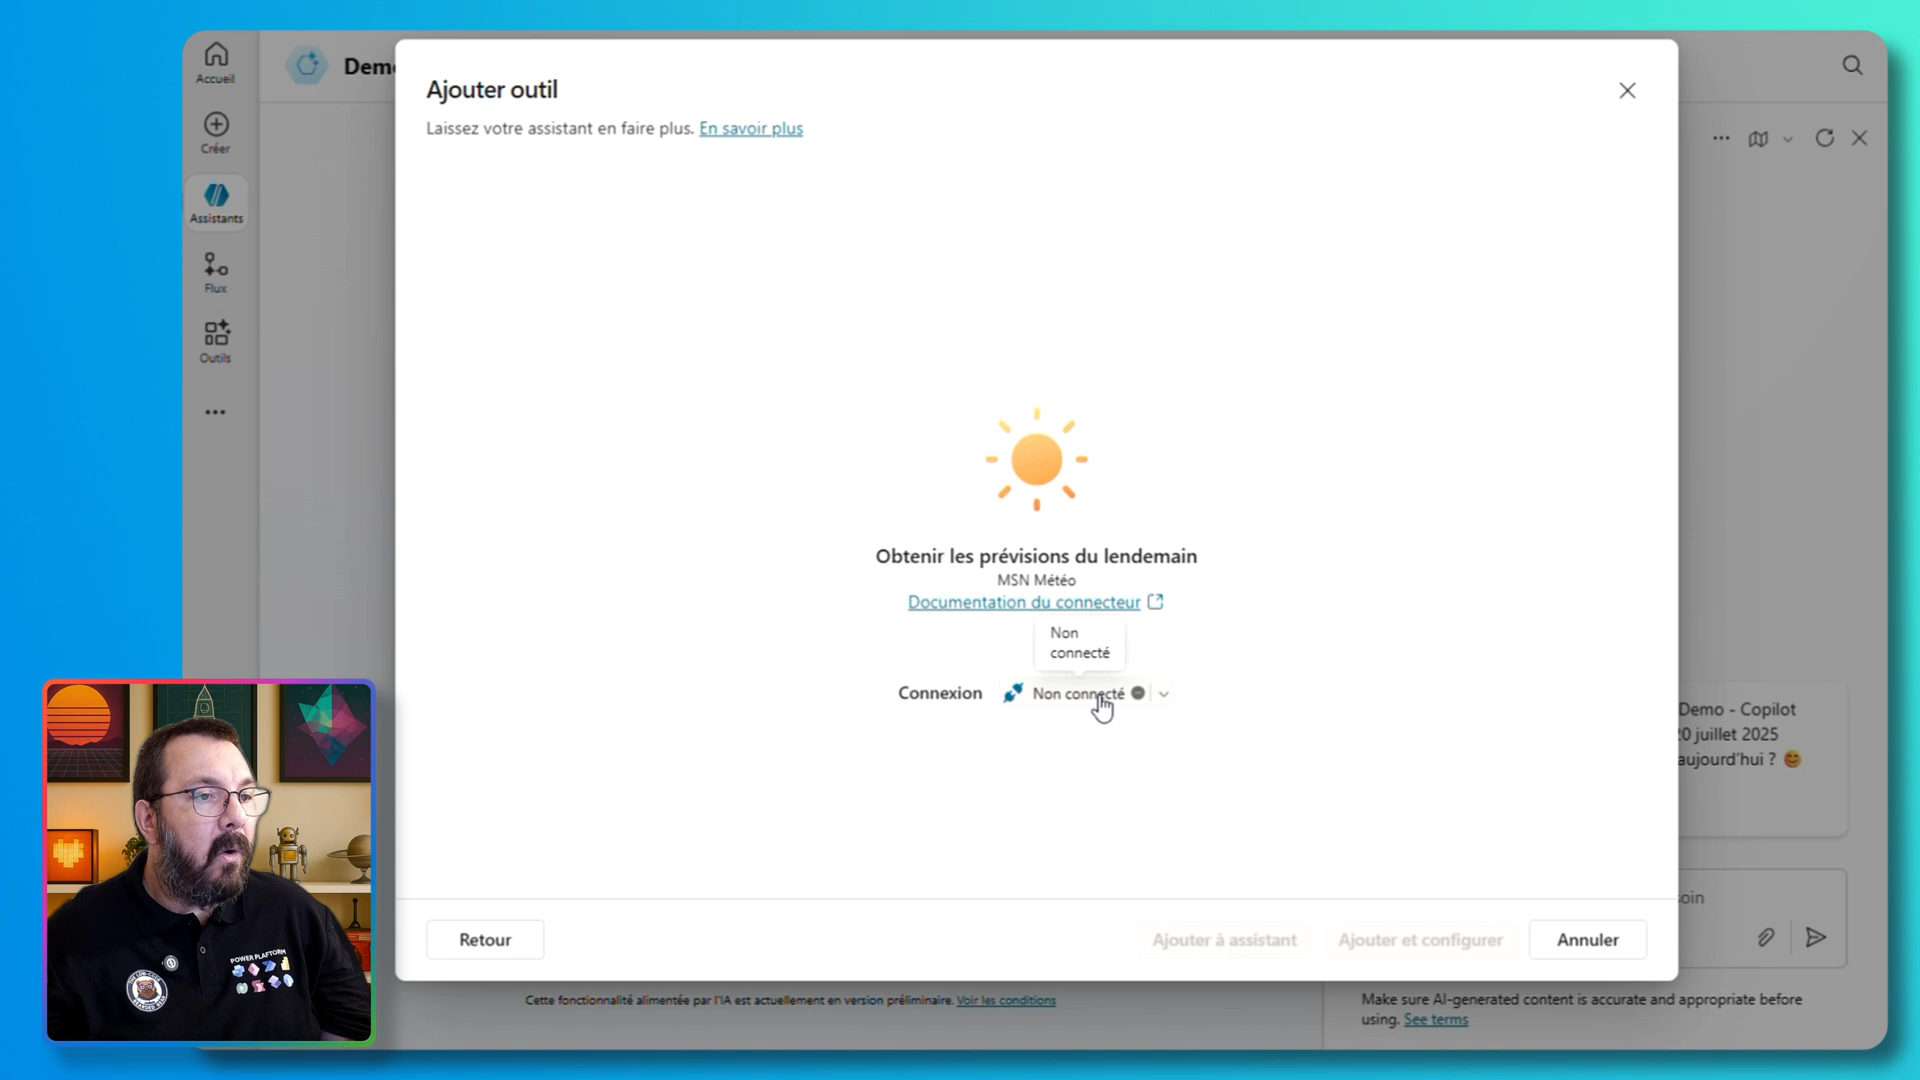 Accueil
Créer
Assistants
Flux
Outils
Dem
Ajouter outil
Laissez votre assistant en faire plus. En savoir plus
Obtenir les prévisions du lendemain
MSN Météo
Documentation du connecteur
Non
connecté
Connexion Non connecté
Demo - Copilot
0 juillet 2025
aujourd'hui ?
oin
Retour
Ajouter à assistant
Ajouter et configurer
Annuler
Cette fonctionnalité alimentée par l'IA est actuellement en version préliminaire. Voir les conditions
Make sure AI-generated content is accurate and appropriate before
using. See terms
POWER PLAPTFORM